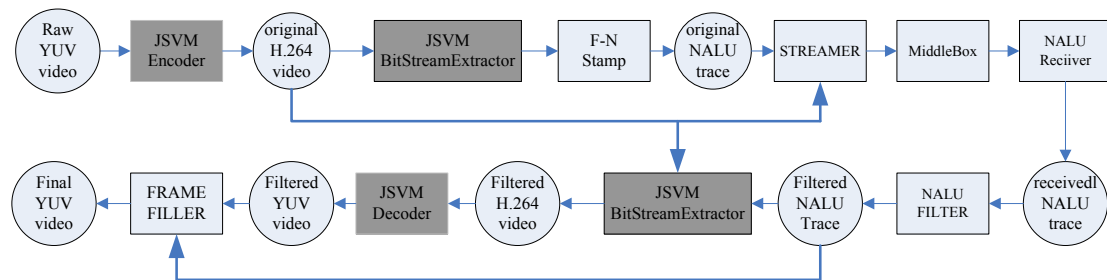 Raw
YUV
video
JSVM
Encoder
original
H.264
video
JSVM
BitStreamExtractor
F-N
Stamp
original
NALU
trace
STREAMER
MiddleBox
NALU
Reciiver
Final
YUV
video
FRAME
FILLER
Filtered
YUV
video
JSVM
Decoder
Filtered
H.264
video
JSVM
BitStreamExtractor
Filtered
NALU
Trace
NALU
FILTER
receivedl
NALU
trace